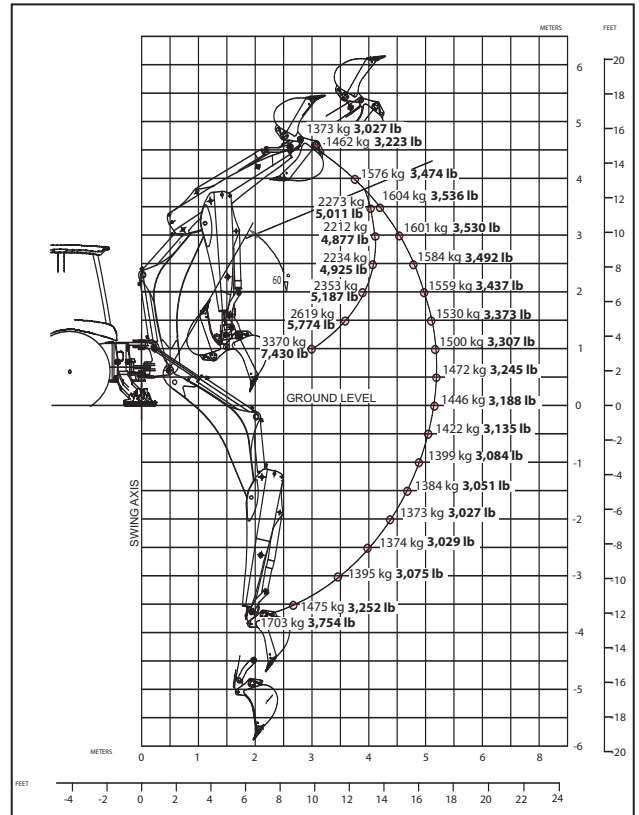 METERS
FEET
6
20
18
5
16
1373 kg 3,027 lb
1462 kg 3,223 lb
14
4
1576 kg 3,474 lb
2273 kg
5,011 lb
1604 kg 3,536 lb
12
2212 kg
4,877 lb
1601 kg 3,530 lb
3
10
2234 kg
4,925 lb
1584 kg 3,492 lb
60
8
2353 kg
5,187 lb
1559 kg 3,437 lb
2
6
2619 kg
5,774 lb
1530 kg 3,373 lb
4
3370 kg
7,430 lb
1500 kg 3,307 lb
1
1472 kg 3,245 lb
2
GROUND LEVEL
1446 kg 3,188 lb
0
0
1422 kg 3,135 lb
-2
1399 kg 3,084 lb
-1
-4
SWING AXIS
1384 kg 3,051 lb
-6
1373 kg 3,027 lb
-2
1374 kg 3,029 lb
-8
1395 kg 3,075 lb
-3
-10
1475 kg 3,252 lb
1703 kg 3,754 lb
-12
-4
-14
-16
-5
-18
-6
-20
METERS
0 1 2 3 4 5 6 7 8
FEET
-4 -2 0 2 4 6 8 10 12 14 16 18 20 22 24